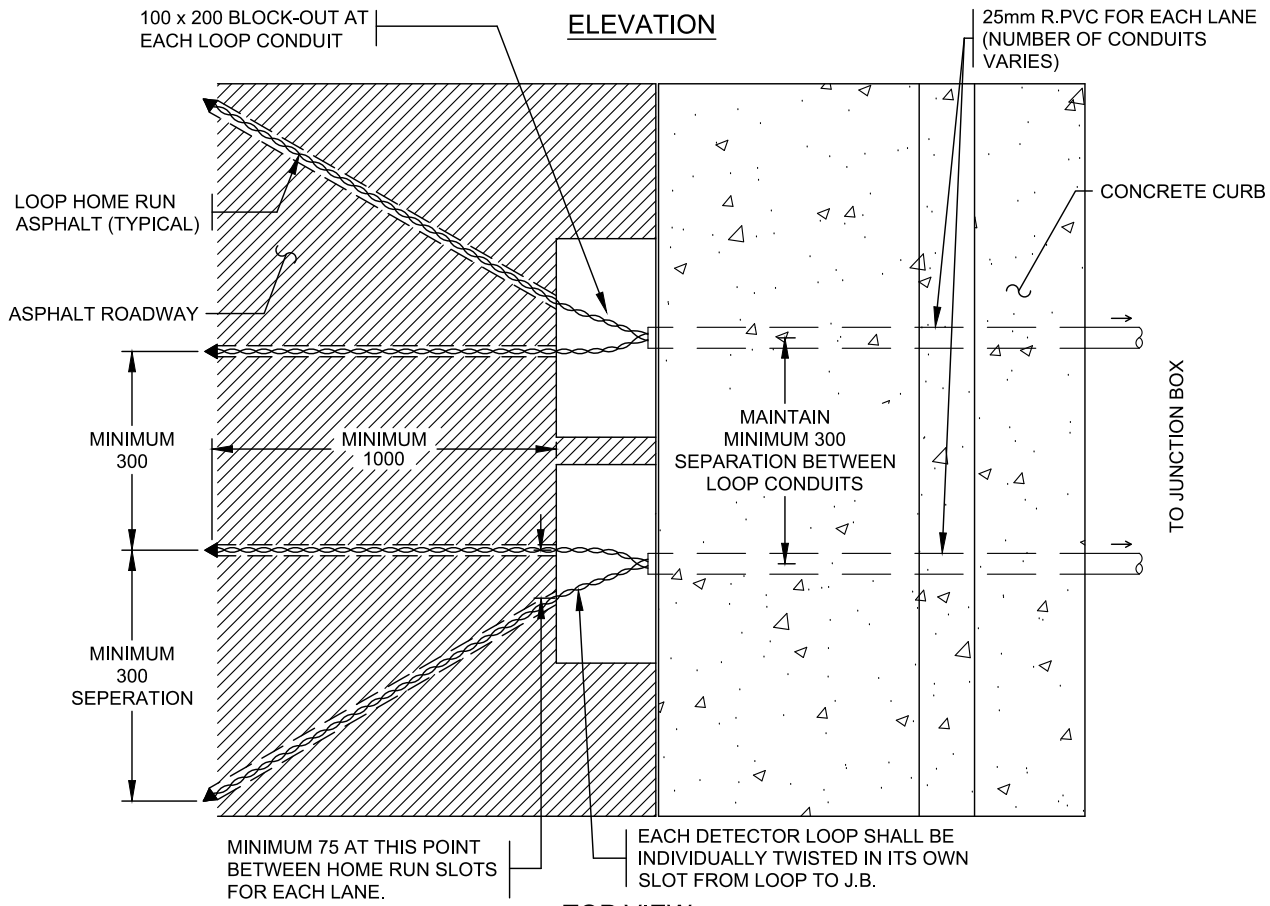 ELEVATION
100 x 200 BLOCK-OUT AT
EACH LOOP CONDUIT
25mm R.PVC FOR EACH LANE
(NUMBER OF CONDUITS
VARIES)
LOOP HOME RUN
ASPHALT (TYPICAL)
CONCRETE CURB
ASPHALT ROADWAY
MINIMUM
300
MINIMUM
1000
MAINTAIN
MINIMUM 300
SEPARATION BETWEEN
LOOP CONDUITS
TO JUNCTION BOX
MINIMUM
300
SEPERATION
MINIMUM 75 AT THIS POINT
BETWEEN HOME RUN SLOTS
FOR EACH LANE.
EACH DETECTOR LOOP SHALL BE
INDIVIDUALLY TWISTED IN ITS OWN
SLOT FROM LOOP TO J.B.
TOP VIEW